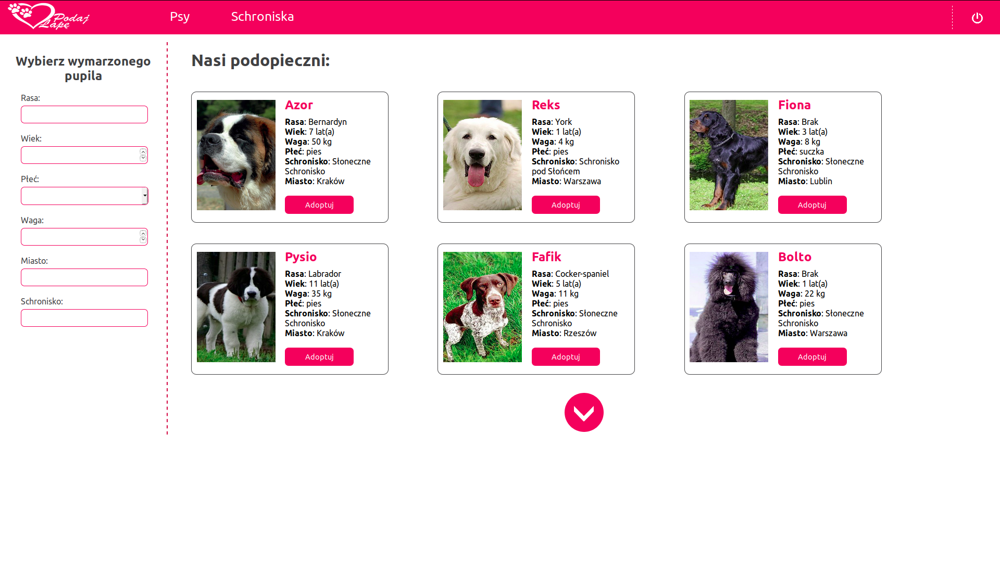 Podaj
Łapę
Psy
Schroniska
Wybierz wymarzonego
pupila
Rasa:
Wiek:
Płeć:
Waga:
Miasto:
Schronisko:
Nasi podopieczni:
Azor
Rasa: Bernardyn
Wiek: 7 lat(a)
Waga: 50 kg
Płeć: pies
Schronisko: Słoneczne
Schronisko
Miasto: Kraków
Adoptuj
Reks
Rasa: York
Wiek: 1 lat(a)
Waga: 4 kg
Płeć: pies
Schronisko: Schronisko
pod Słońcem
Miasto: Warszawa
Adoptuj
Fiona
Rasa: Brak
Wiek: 3 lat(a)
Waga: 8 kg
Płeć: suczka
Schronisko: Słoneczne
Schronisko
Miasto: Lublin
Adoptuj
Pysio
Rasa: Labrador
Wiek: 11 lat(a)
Waga: 35 kg
Płeć: pies
Schronisko: Słoneczne
Schronisko
Miasto: Kraków
Adoptuj
Fafik
Rasa: Cocker-spaniel
Wiek: 5 lat(a)
Waga: 11 kg
Płeć: pies
Schronisko: Słoneczne
Schronisko
Miasto: Rzeszów
Adoptuj
Bolto
Rasa: Brak
Wiek: 1 lat(a)
Waga: 22 kg
Płeć: pies
Schronisko: Słoneczne
Schronisko
Miasto: Warszawa
Adoptuj